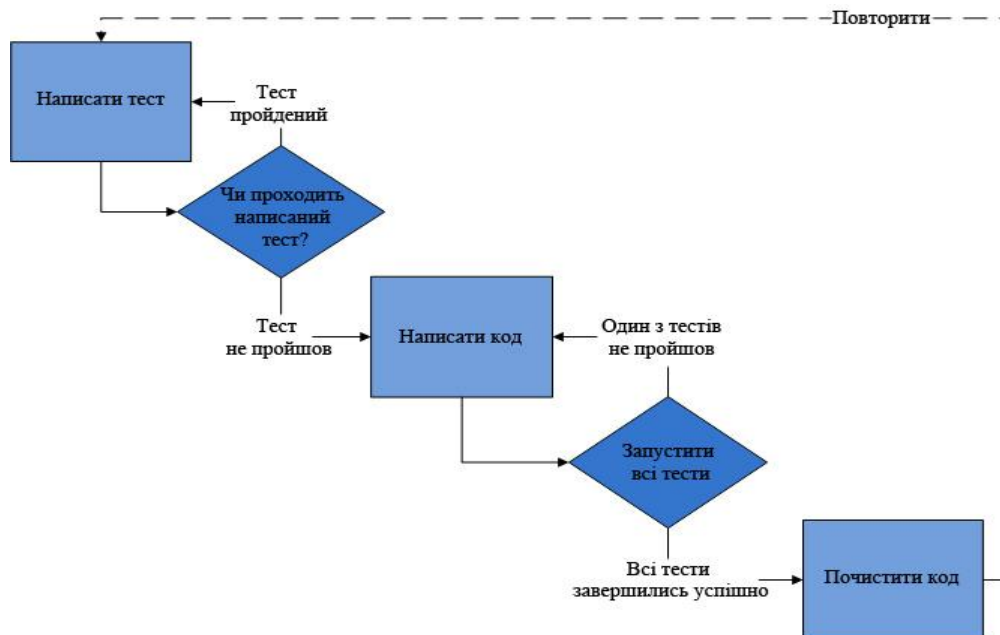 Повторити
Написати тест
Тест
пройдений
Чи проходить
написаний
тест?
Тест
не пройшов
Написати код
Один з тестів
не пройшов
Запустити
всі тести
Всі тести
завершились успішно
Почистити код